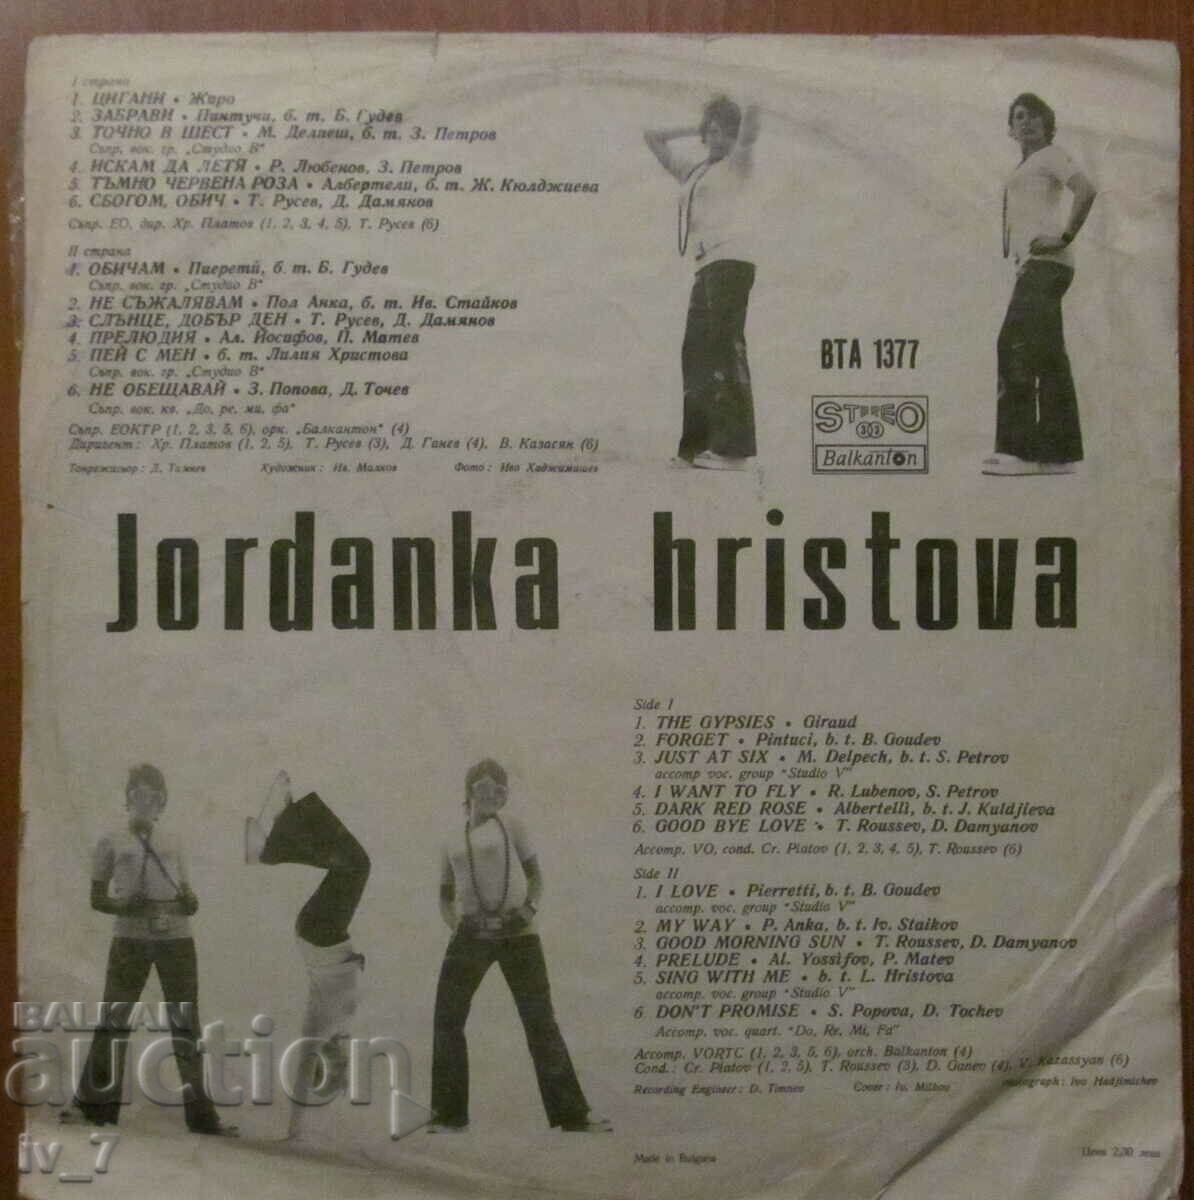 I страна
1. ЦИГАНИ • Жиро
2. ЗАБРАВИ • Пинтучи, б. т. Б. Гудев
3. ТОЧНО В ШЕСТ • М. Делпеш, б. т. З. Петров
Съпр. вок. гр. „Студио В"
4. ИСКАМ ДА ЛЕТЯ • Р. Любенов, З. Петров
5. ТЪМНО ЧЕРВЕНА РОЗА • Албертели, б. т. Ж. Кюлджиева
6. СБОГОМ, ОБИЧ • Т. Русев, Д. Дамянов
Съпр. ЕО, дир. Хр. Платов (1, 2, 3, 4, 5), Т. Русев (6)
II страна
1. ОБИЧАМ • Пиерети, б. т. Б. Гудев
Съпр. вок. гр. „Студио В"
2. НЕ СЪЖАЛЯВАМ • Пол Анка, б. т. Ив. Стайков
3. СЛЪНЦЕ, ДОБЪР ДЕН • Т. Русев, Д. Дамянов
4. ПРЕЛЮДИЯ • Ал. Йосифов, П. Матев
5. ПЕЙ С МЕН • б. т. Лилия Христова
Съпр. вок. гр. „Студио В"
6. НЕ ОБЕЩАВАЙ • З. Попова, Д. Точев
Съпр. вок. кв. „До, ре, ми, фа"
Съпр. ЕОКТР (1, 2, 3, 5, 6), орк. „Балкантон" (4)
Диригент: Хр. Платов (1, 2, 5), Т. Русев (3), Д. Ганев (4), В. Казасян (6)
Тонрежисьор: Д. Тимнев Художник: Ив. Милков Фото: Иво Хаджимишев
BTA 1377
STEREO
33
Balkanton
Jordanka hristova
Side I
1. THE GYPSIES • Giraud
2. FORGET • Pintuci, b. t. B. Goudev
3. JUST AT SIX • M. Delpech, b. t. S. Petrov
accomp voc. group "Studio V"
4. I WANT TO FLY • R. Lubenov, S. Petrov
5. DARK RED ROSE • Albertelli, b. t. J. Kuldjieva
6. GOOD BYE LOVE • T. Roussev, D. Damyanov
Accomp. VO, cond. Cr. Platov (1, 2, 3, 4, 5), T. Roussev (6)
Side II
1. I LOVE • Pierretti, b. t. B. Goudev
accomp. voc. group "Studio V"
2. MY WAY • P. Anka, b. t. Iv. Staikov
3. GOOD MORNING SUN • T. Roussev, D. Damyanov
4. PRELUDE • Al. Yossifov, P. Matev
5. SING WITH ME • b. t. L. Hristova
accomp. voc. group "Studio V"
6 DON'T PROMISE • S. Popova, D. Tochev
Accomp. voc. quart. "Do, Re, Mi, Fa"
Accomp. VORTC (1, 2, 3, 5, 6), orch. Balkanton (4)
Cond.: Cr. Platov (1, 2, 5), T. Roussev (3), D. Ganev (4), V. Kazassyan (6)
Recording Engineer: D. Timnev Cover: Iv. Milkov Photograph: Ivo Hadjimichev
Made in Bulgaria
Цена 2,30 лева
BALKAN
auction
iv_7